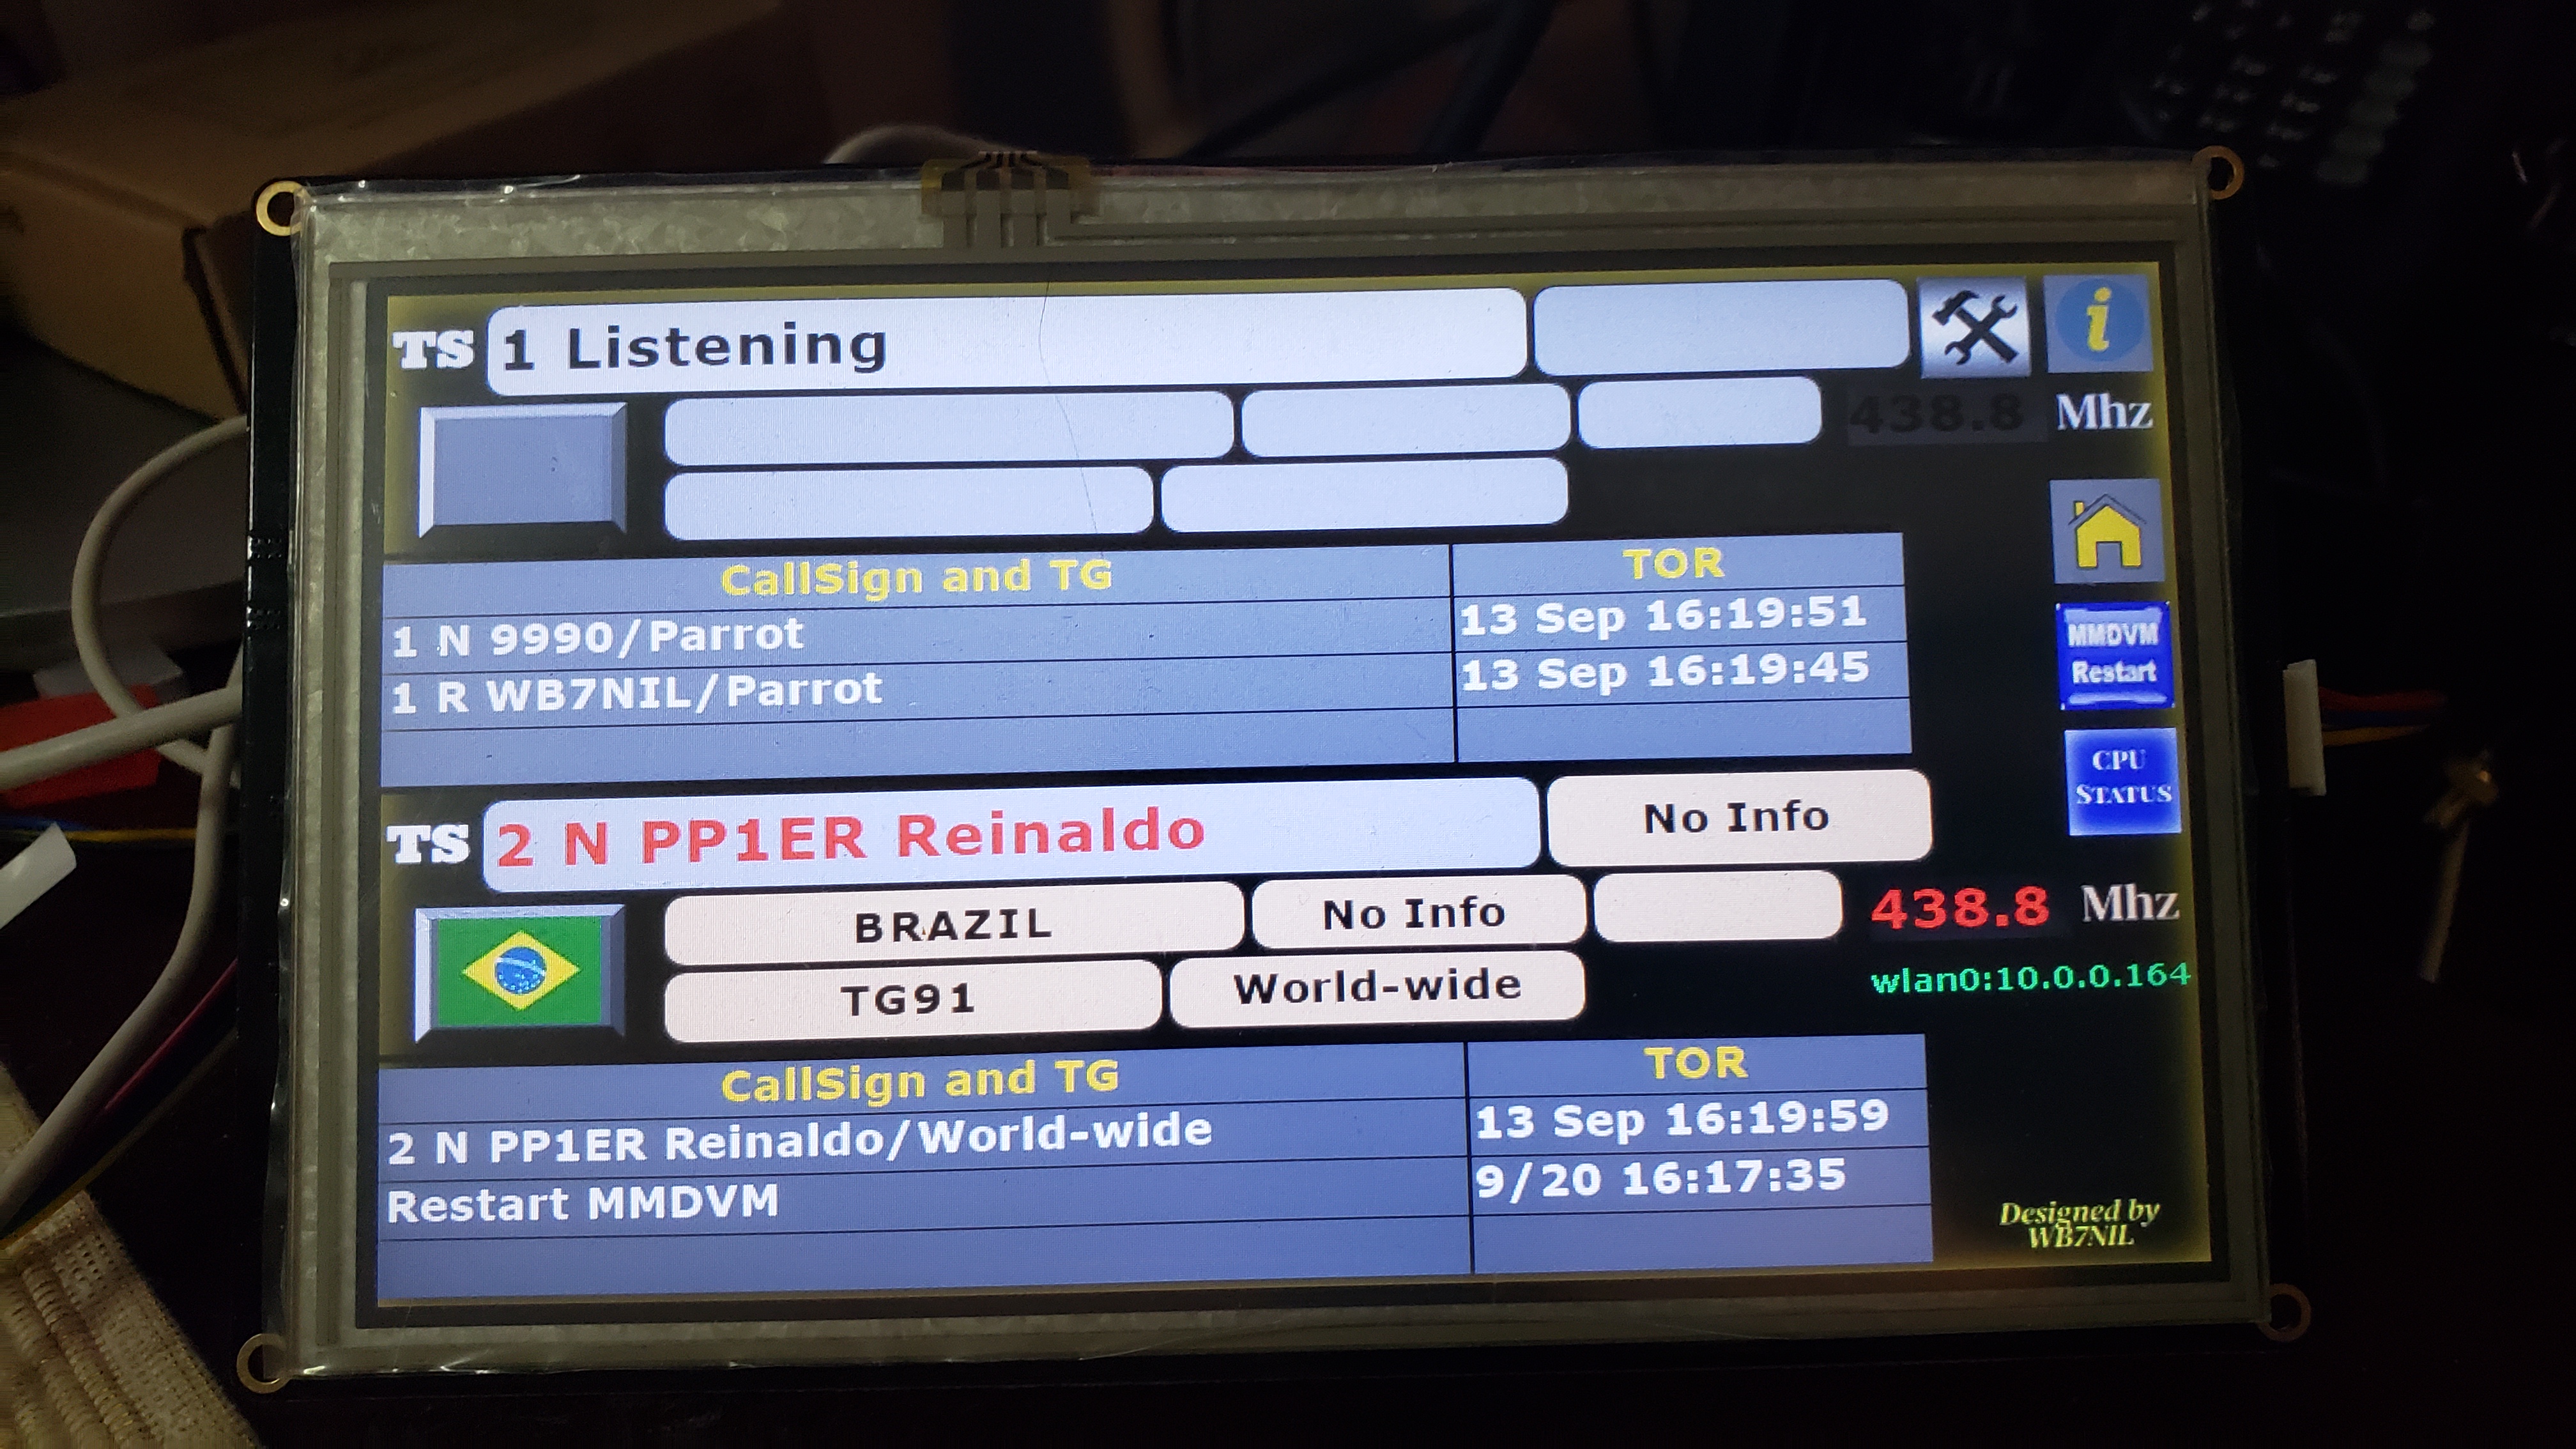 TS 1 Listening
438.8 Mhz
CallSign and TG TOR
1 N 9990/Parrot 13 Sep 16:19:51
1 R WB7NIL/Parrot 13 Sep 16:19:45
MMDVM
Restart
CPU
STATUS
TS 2 N PP1ER Reinaldo No Info
BRAZIL No Info 438.8 Mhz
TG91 World-wide wlan0:10.0.0.164
CallSign and TG TOR
2 N PP1ER Reinaldo/World-wide 13 Sep 16:19:59
Restart MMDVM 9/20 16:17:35
Designed by
WB7NIL